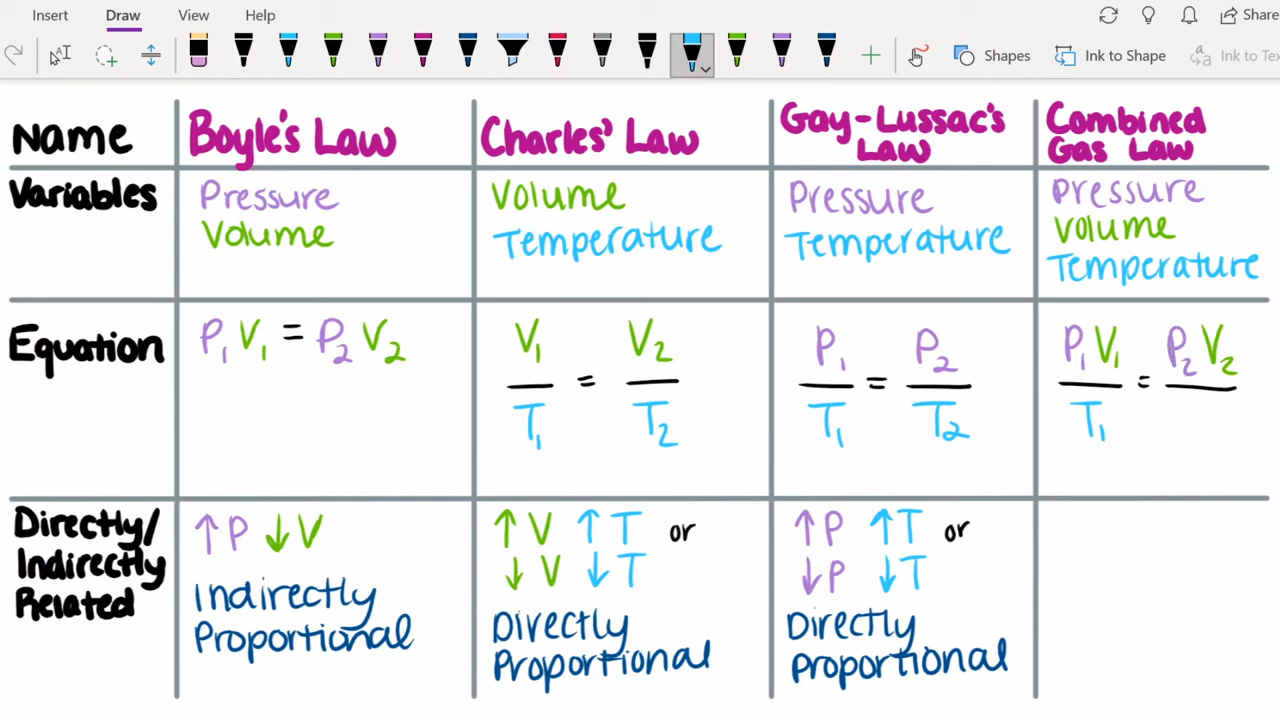 Insert Draw View Help Share
Shapes Ink to Shape Ink to Te
Name Boyle's Law Charles' Law Gay-Lussac's Law Combined Gas Law
Variables
Pressure
Volume
Volume
Temperature
Pressure
Temperature
Pressure
Volume
Temperature
Equation
P₁V₁ = P₂V₂
V₁/T₁ = V₂/T₂
P₁/T₁ = P₂/T₂
P₁V₁/T₁ = P₂V₂/
Directly/
Indirectly
Related
↑P ↓V
Indirectly
Proportional
↑V ↑T or
↓V ↓T
Directly
Proportional
↑P ↑T or
↓P ↓T
Directly
Proportional